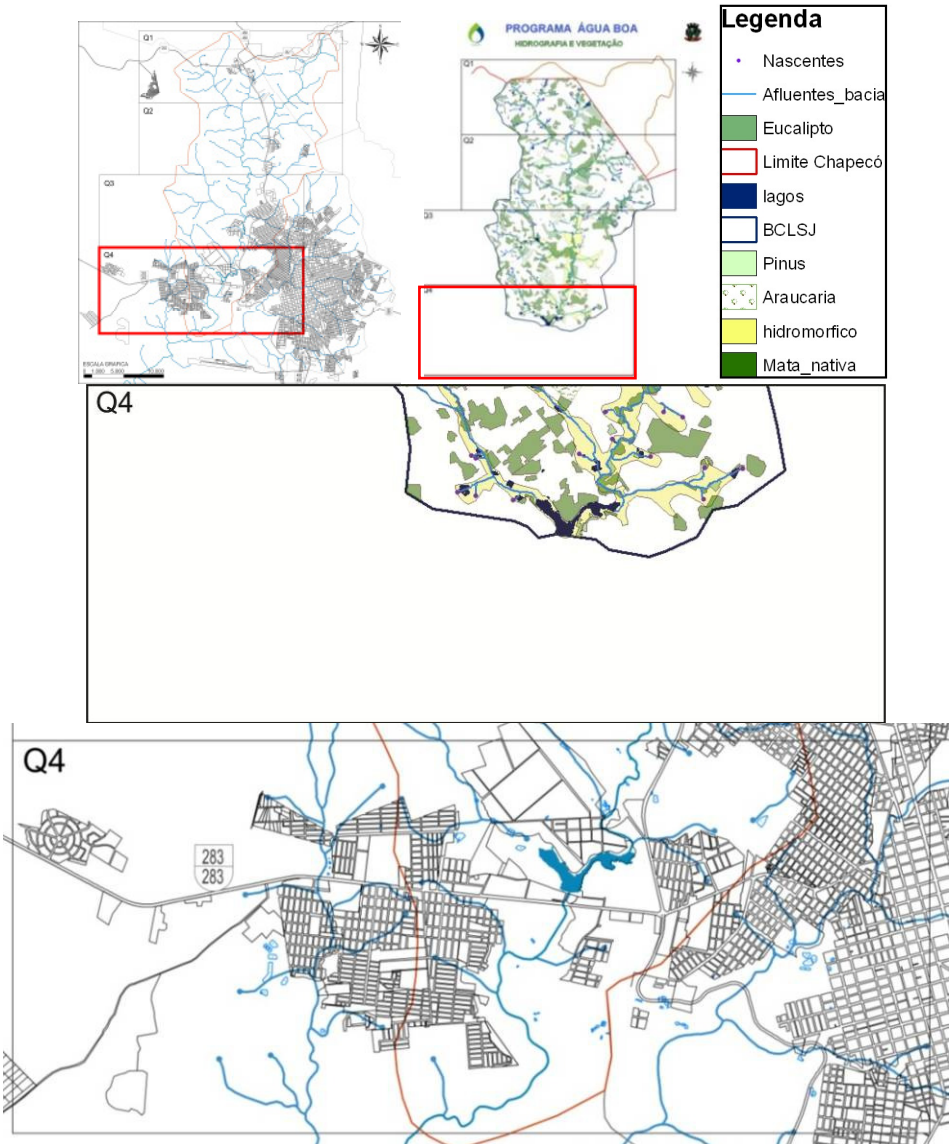 Q1
Q2
Q3
Q4
ESCALA GRÁFICA
PROGRAMA ÁGUA BOA
HIDROGRAFIA E VEGETAÇÃO
Q1
Q2
Q3
Legenda
Nascentes
Afluentes_bacia
Eucalipto
Limite Chapecó
lagos
BCLSJ
Pinus
Araucaria
hidromorfico
Mata_nativa
Q4
Q4
283
283